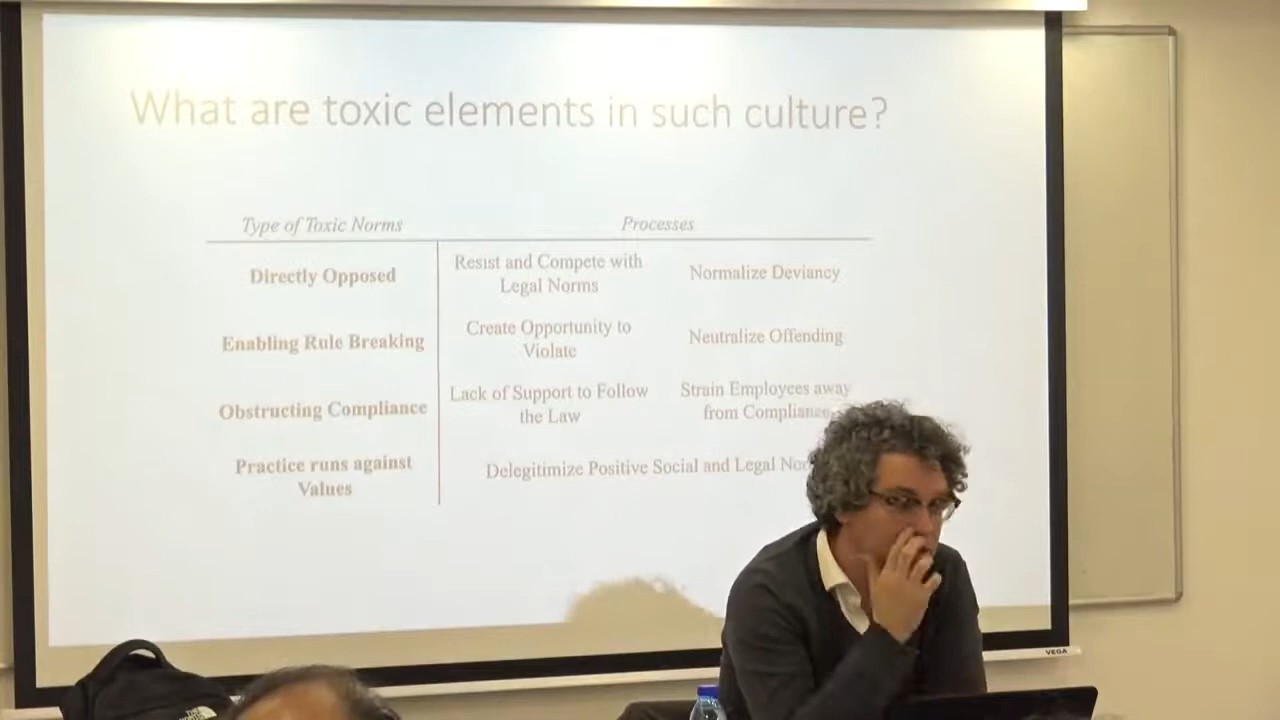 What are toxic elements in such culture?
Type of Toxic Norms
Processes
Directly Opposed
Resist and Compete with
Legal Norms
Normalize Deviancy
Enabling Rule Breaking
Create Opportunity to
Violate
Neutralize Offending
Obstructing Compliance
Lack of Support to Follow
the Law
Strain Employees away
from Compliance
Practice runs against
Values
Delegitimize Positive Social and Legal
VEGA